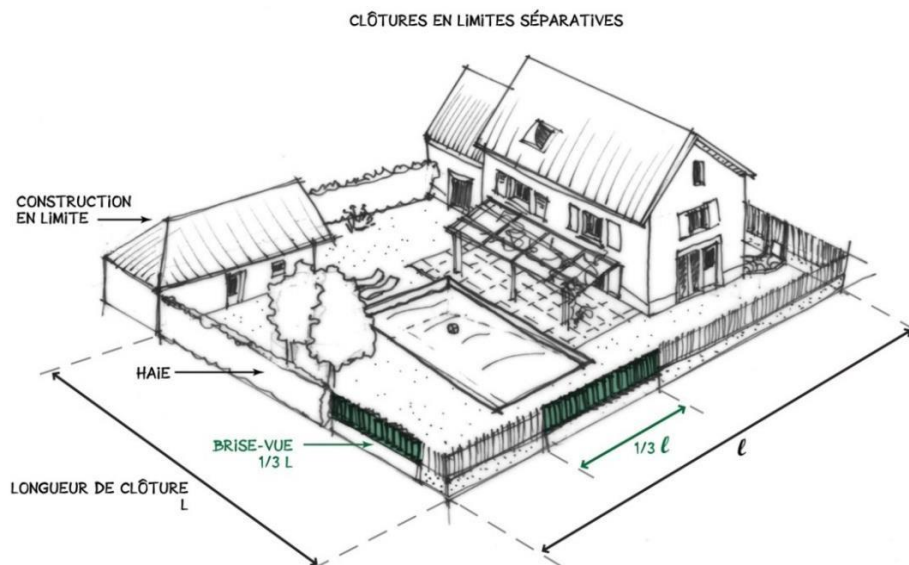 CLÔTURES EN LIMITES SÉPARATIVES
CONSTRUCTION
EN LIMITE
HAIE
BRISE-VUE
1/3 L
LONGUEUR DE CLÔTURE
L
1/3 ℓ
ℓ